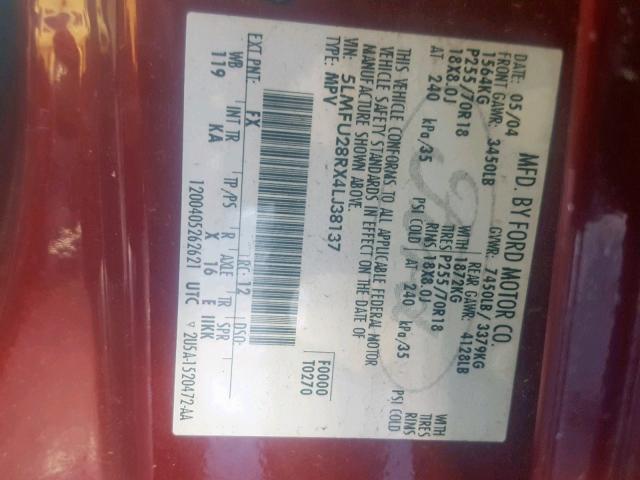 MFD. BY FORD MOTOR CO.
DATE: 05/04 GVWR: 7450LB/3379KG
FRONT GAWR: 3450LB REAR GAWR: 4128LB
1564KG WITH 1872KG WITH
P255/70R18 TIRES P255/70R18 TIRES
18X8.0J RIMS 18X8.0J RIMS
AT 240 kPa/35 PSI COLD AT 240 kPa/35 PSI COLD
THIS VEHICLE CONFORMS TO ALL APPLICABLE FEDERAL MOTOR
VEHICLE SAFETY STANDARDS IN EFFECT ON THE DATE OF
MANUFACTURE SHOWN ABOVE.
VIN: 5LMFU28RX4LJ38137
TYPE: MPV F0000
T0270
EXT PNT: FX RC: 12 DSO:
WB INT TR TP/PS R AXLE TR SPR
119 KA X 16 E IIKK
1200405262621 UTC ▽ 2U5A-1520472-AA